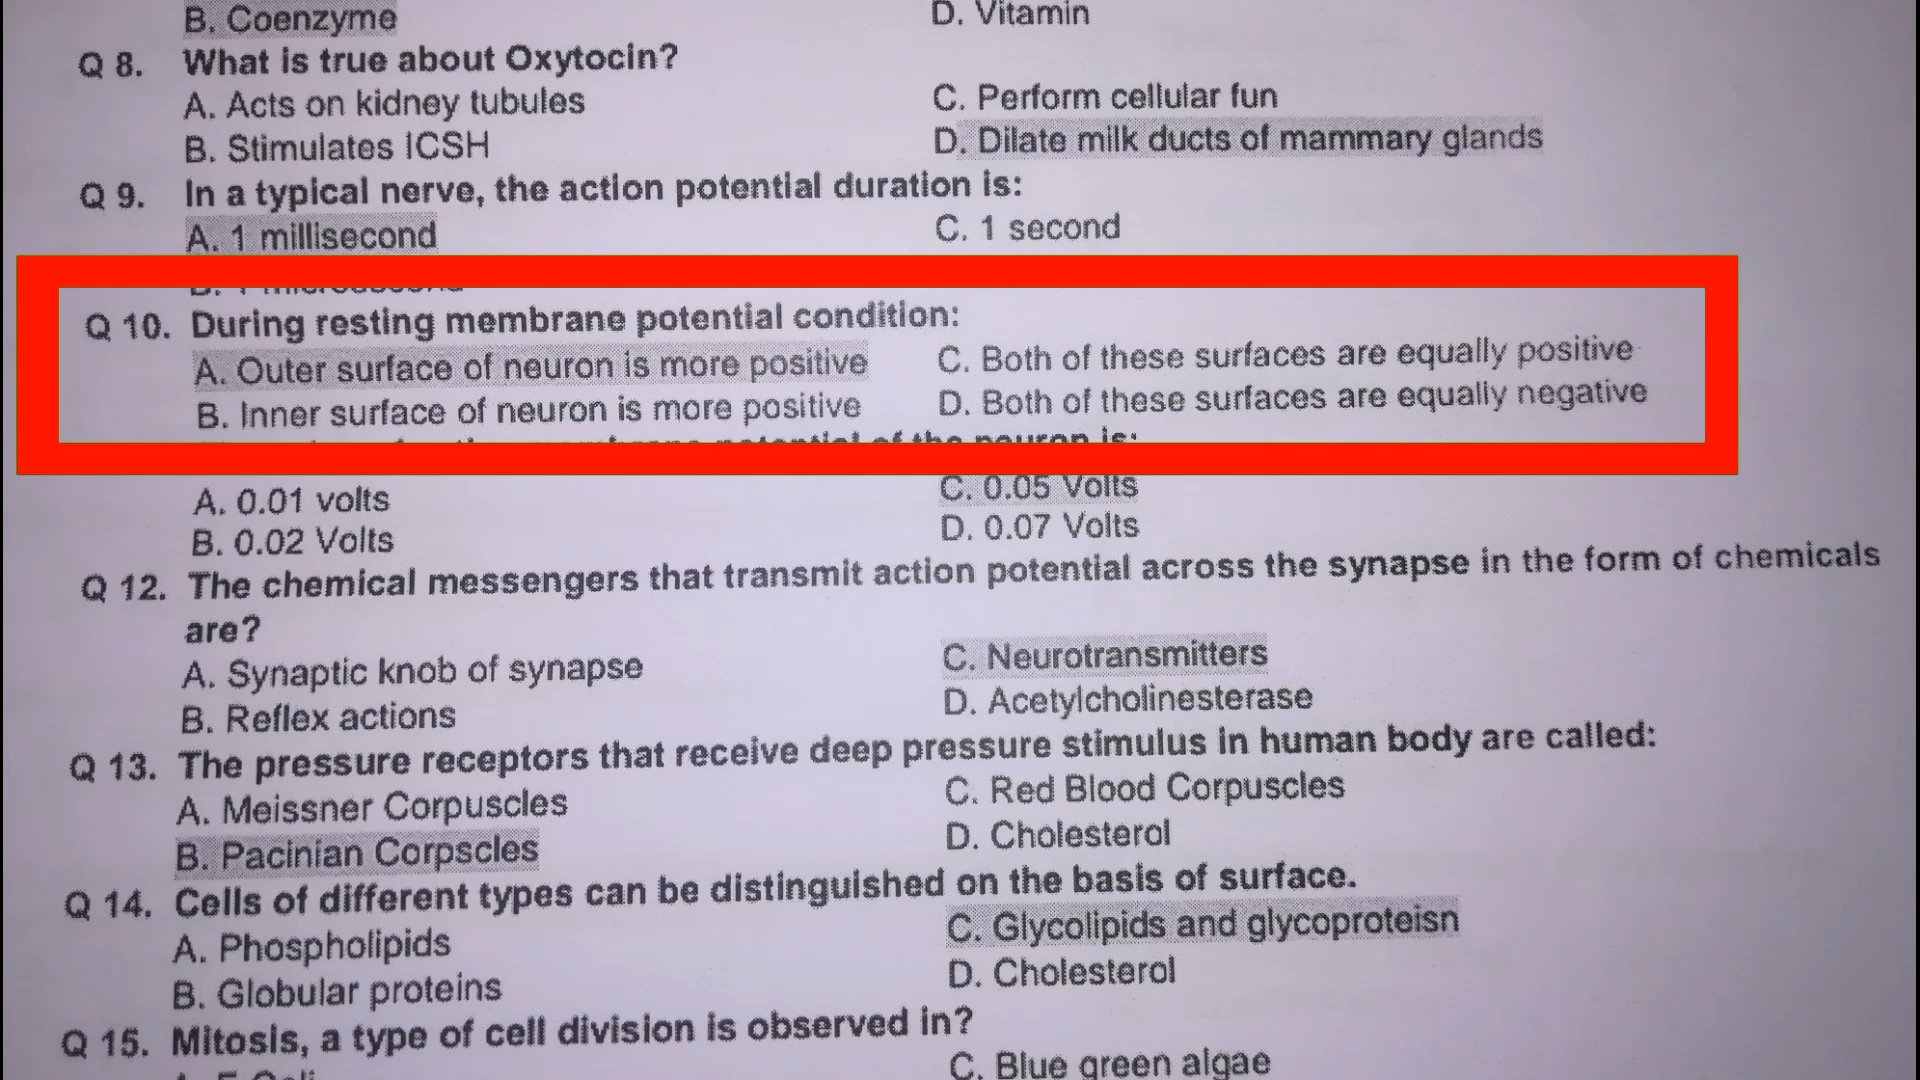 B. Coenzyme
D. Vitamin
Q 8. What is true about Oxytocin?
A. Acts on kidney tubules
C. Perform cellular fun
B. Stimulates ICSH
D. Dilate milk ducts of mammary glands
Q 9. In a typical nerve, the action potential duration is:
A. 1 millisecond
C. 1 second
Q 10. During resting membrane potential condition:
A. Outer surface of neuron is more positive
C. Both of these surfaces are equally positive
B. Inner surface of neuron is more positive
D. Both of these surfaces are equally negative
membrane potential of the neuron is:
A. 0.01 volts
C. 0.05 Volts
B. 0.02 Volts
D. 0.07 Volts
Q 12. The chemical messengers that transmit action potential across the synapse in the form of chemicals
are?
A. Synaptic knob of synapse
C. Neurotransmitters
B. Reflex actions
D. Acetylcholinesterase
Q 13. The pressure receptors that receive deep pressure stimulus in human body are called:
A. Meissner Corpuscles
C. Red Blood Corpuscles
B. Pacinian Corpscles
D. Cholesterol
Q 14. Cells of different types can be distinguished on the basis of surface.
A. Phospholipids
C. Glycolipids and glycoproteisn
B. Globular proteins
D. Cholesterol
Q 15. Mitosis, a type of cell division is observed in?
C. Blue green algae